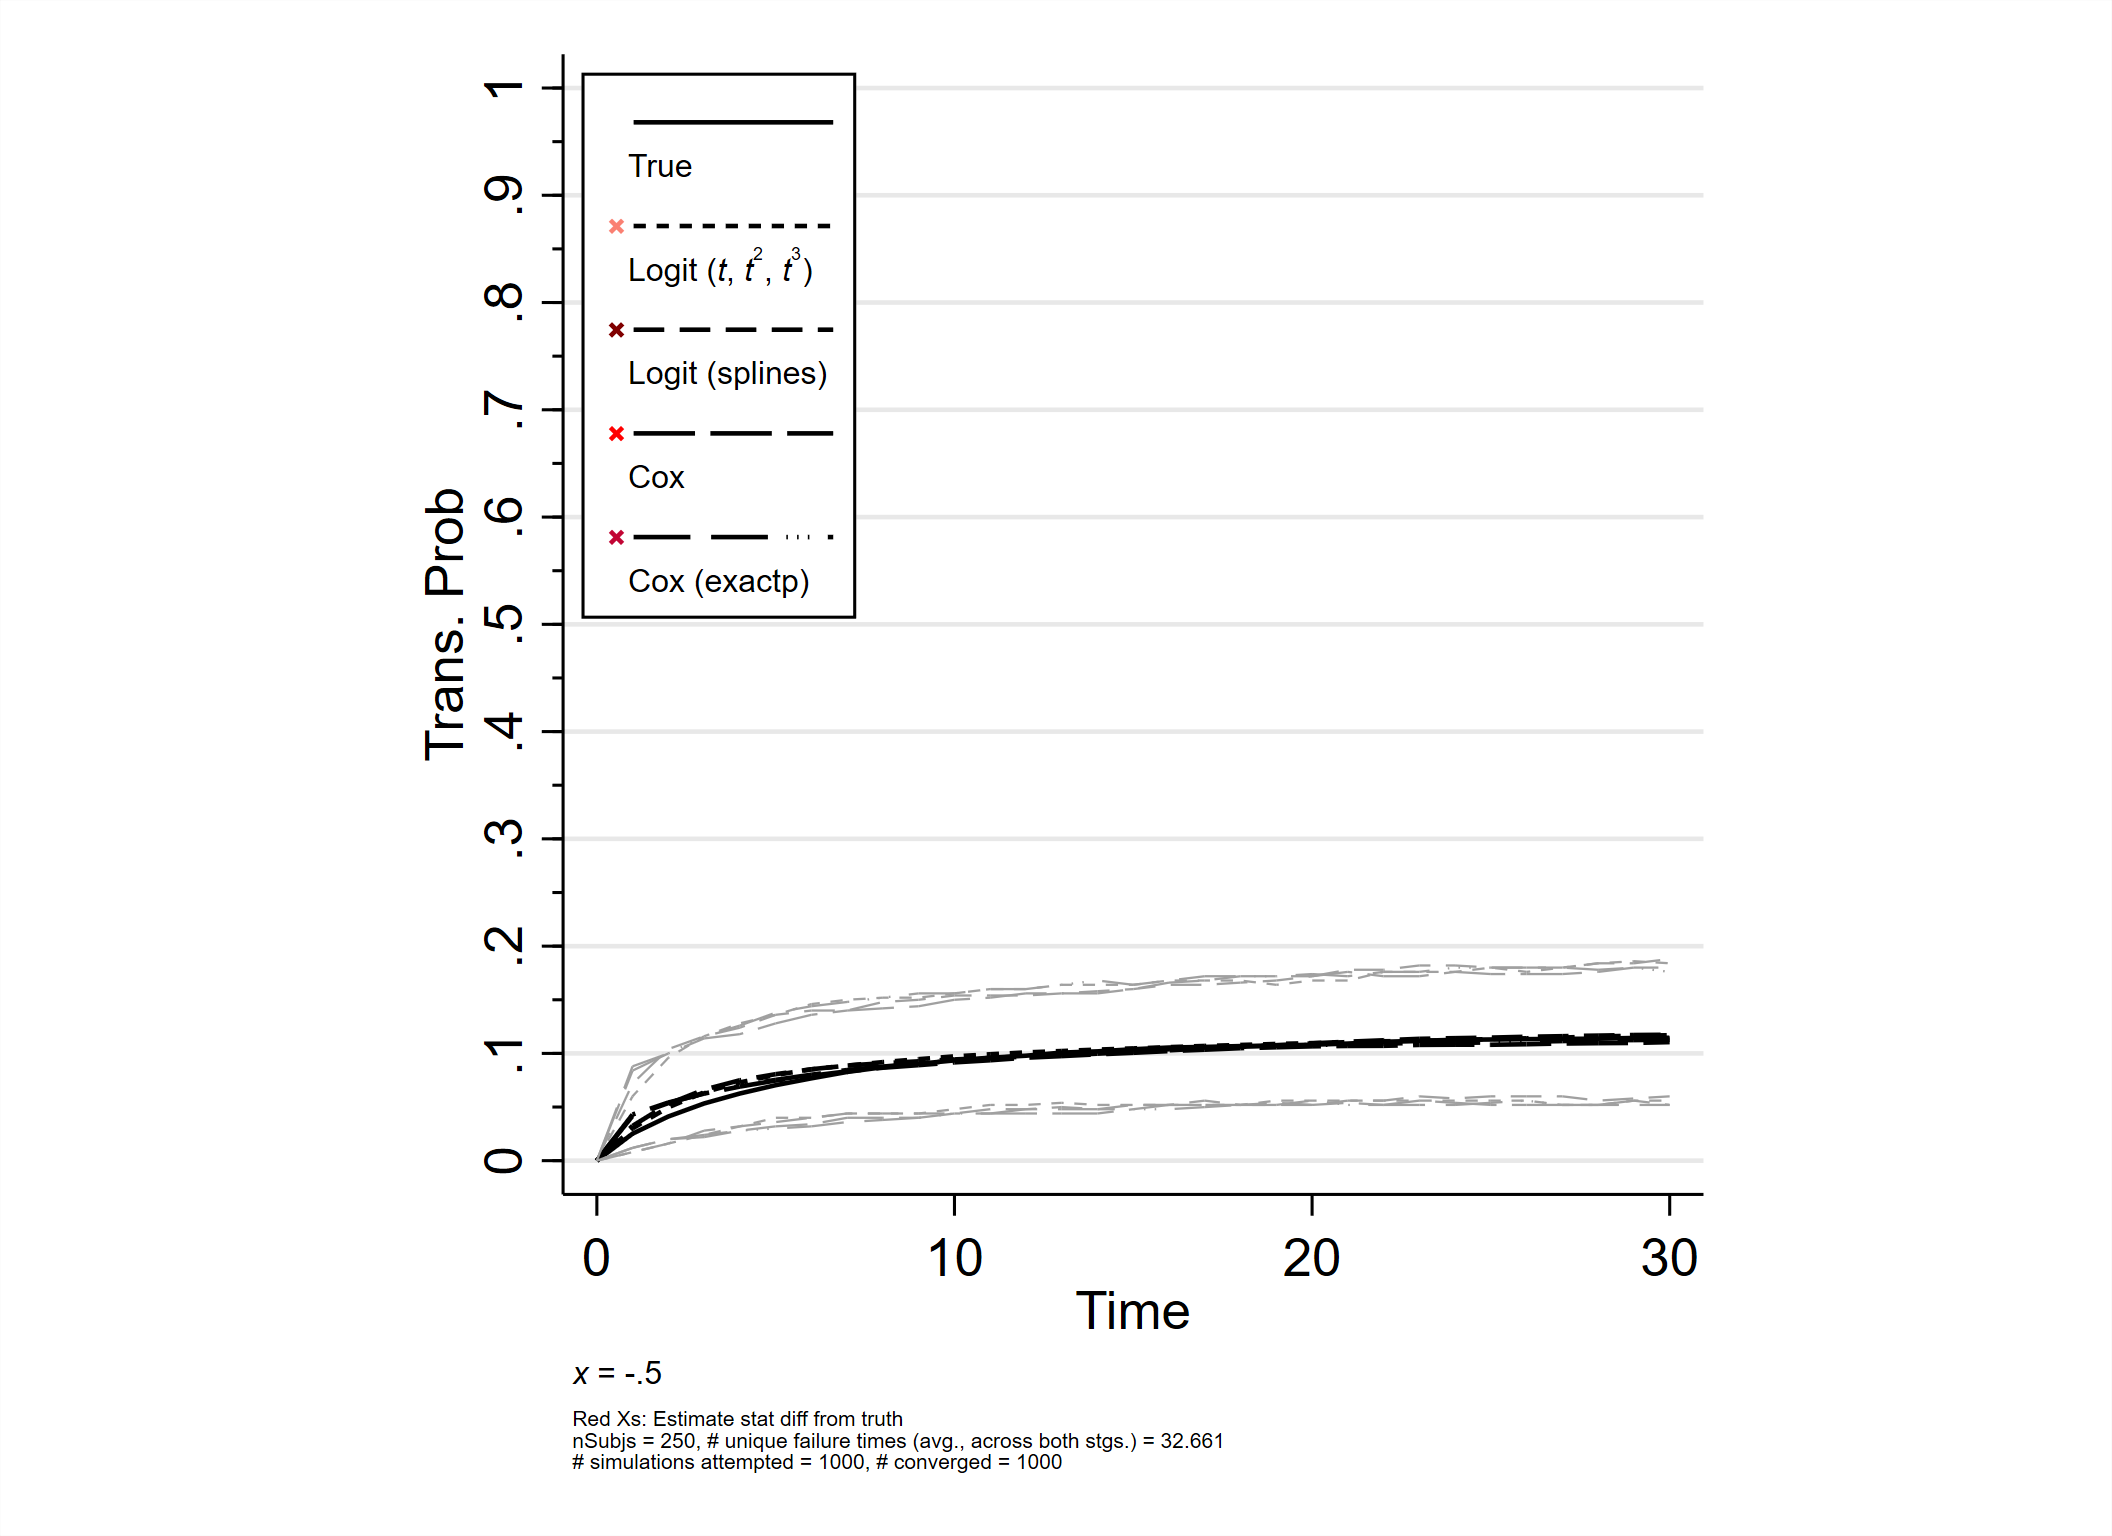 1
.9
.8
.7
.6
.5
.4
.3
.2
.1
0
Trans. Prob
True
Logit (t, t², t³)
Logit (splines)
Cox
Cox (exactp)
0 10 20 30
Time
x = -.5
Red Xs: Estimate stat diff from truth
nSubjs = 250, # unique failure times (avg., across both stgs.) = 32.661
# simulations attempted = 1000, # converged = 1000